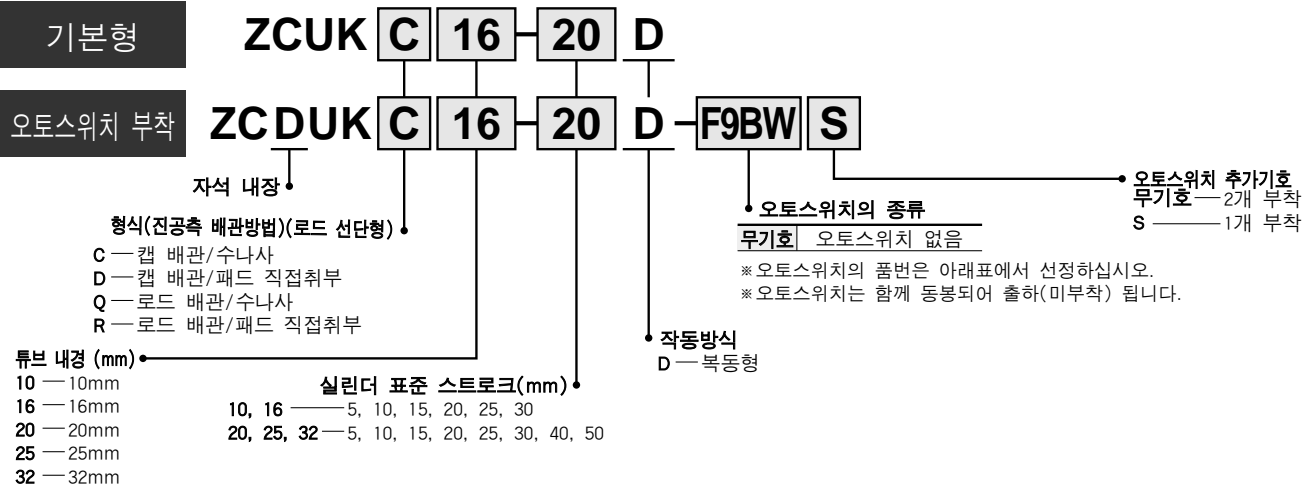 기본형 ZCUK C 16-20 D
오토스위치 부착 ZCDUK C 16-20 D-F9BW S
자석 내장
형식(진공측 배관방법)(로드 선단형)
C — 캡 배관/수나사
D — 캡 배관/패드 직접취부
Q — 로드 배관/수나사
R — 로드 배관/패드 직접취부
튜브 내경 (mm)
10 — 10mm
16 — 16mm
20 — 20mm
25 — 25mm
32 — 32mm
실린더 표준 스트로크(mm)
10, 16 — 5, 10, 15, 20, 25, 30
20, 25, 32 — 5, 10, 15, 20, 25, 30, 40, 50
작동방식
D — 복동형
오토스위치의 종류
무기호 오토스위치 없음
※오토스위치의 품번은 아래표에서 선정하십시오.
※오토스위치는 함께 동봉되어 출하(미부착) 됩니다.
오토스위치 추가기호
무기호 — 2개 부착
S — 1개 부착